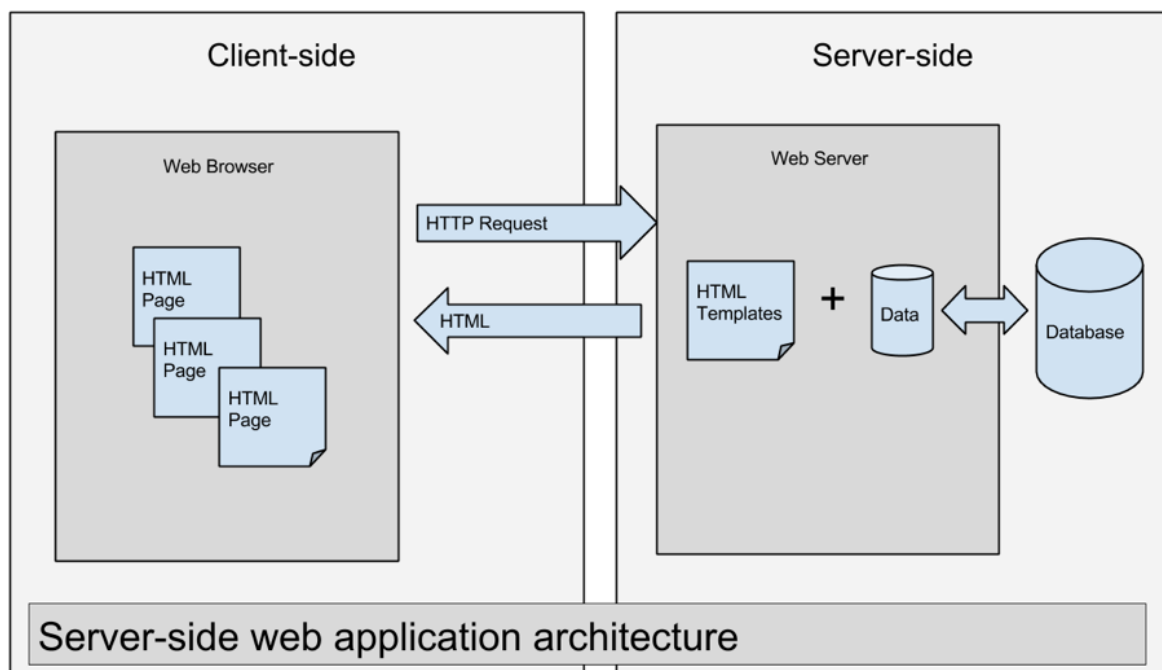 Client-side
Server-side
Web Browser
Web Server
HTTP Request
HTML
Page
HTML
Page
HTML
Page
HTML
HTML
Templates
+
Data
Database
Server-side web application architecture